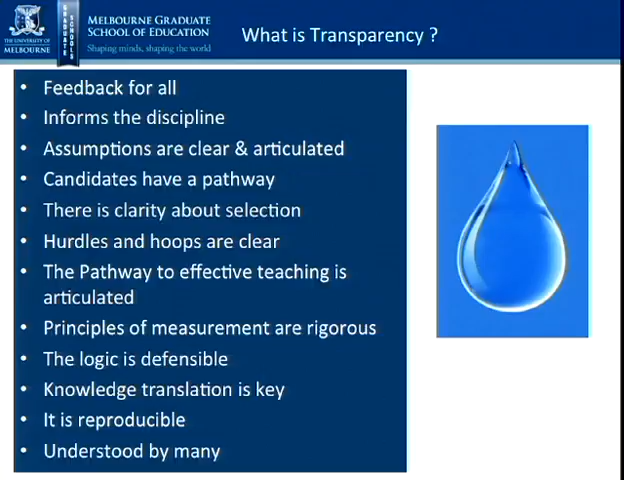 THE UNIVERSITY OF
MELBOURNE
GRADUATE
SCHOOLS
MELBOURNE GRADUATE
SCHOOL OF EDUCATION
Shaping minds, shaping the world
What is Transparency ?
• Feedback for all
• Informs the discipline
• Assumptions are clear & articulated
• Candidates have a pathway
• There is clarity about selection
• Hurdles and hoops are clear
• The Pathway to effective teaching is
articulated
• Principles of measurement are rigorous
• The logic is defensible
• Knowledge translation is key
• It is reproducible
• Understood by many